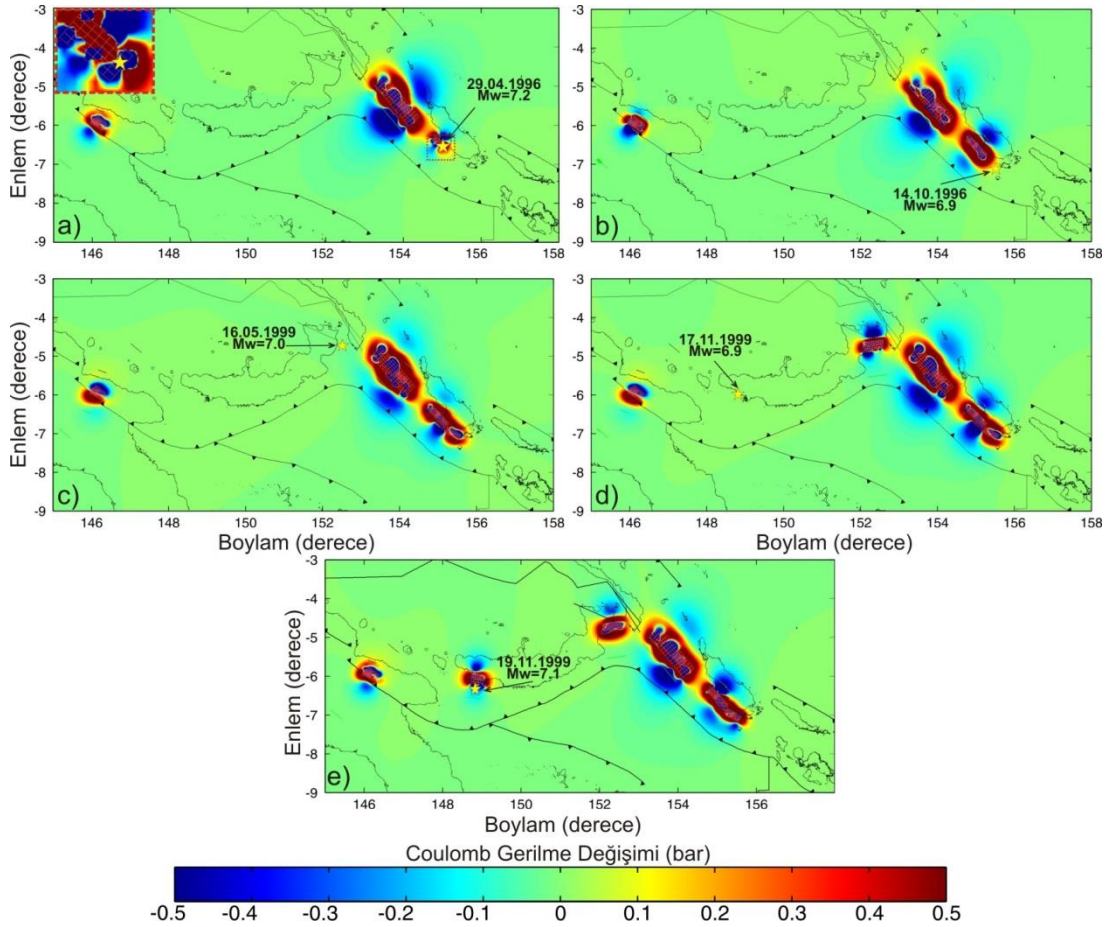 -3
-4
-5
-6
-7
-8
-9
Enlem (derece)
29.04.1996
Mw=7.2
a)
146 148 150 152 154 156 158
-3
-4
-5
-6
-7
-8
-9
14.10.1996
Mw=6.9
b)
146 148 150 152 154 156 158
-3
-4
-5
-6
-7
-8
-9
Enlem (derece)
16.05.1999
Mw=7.0
c)
146 148 150 152 154 156 158
Boylam (derece)
-3
-4
-5
-6
-7
-8
-9
17.11.1999
Mw=6.9
d)
146 148 150 152 154 156 158
Boylam (derece)
-3
-4
-5
-6
-7
-8
-9
Enlem (derece)
19.11.1999
Mw=7.1
e)
146 148 150 152 154 156
Boylam (derece)
Coulomb Gerilme Değişimi (bar)
-0.5 -0.4 -0.3 -0.2 -0.1 0 0.1 0.2 0.3 0.4 0.5